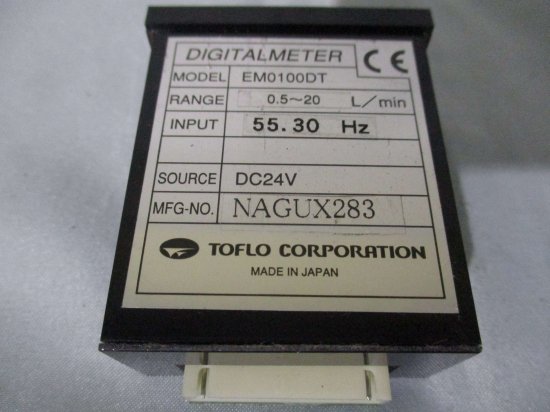 DIGITALMETER CE
MODEL EM0100DT
RANGE 0.5～20 L/min
INPUT 55.30 Hz
SOURCE DC24V
MFG-NO. NAGUX283
TOFLO CORPORATION
MADE IN JAPAN